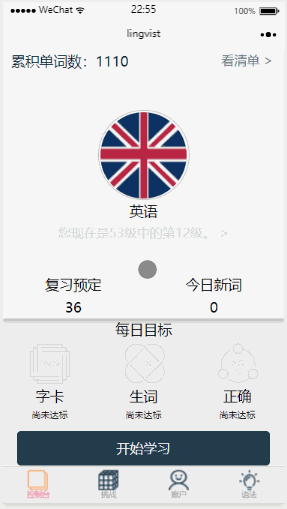 WeChat 22:55 100%
lingvist
累积单词数：1110 看清单 >
英语
您现在是53级中的第12级。 >
复习预定 今日新词
36 0
每日目标
字卡 生词 正确
尚未达标 尚未达标 尚未达标
开始学习
控制台 挑战 账户 语法